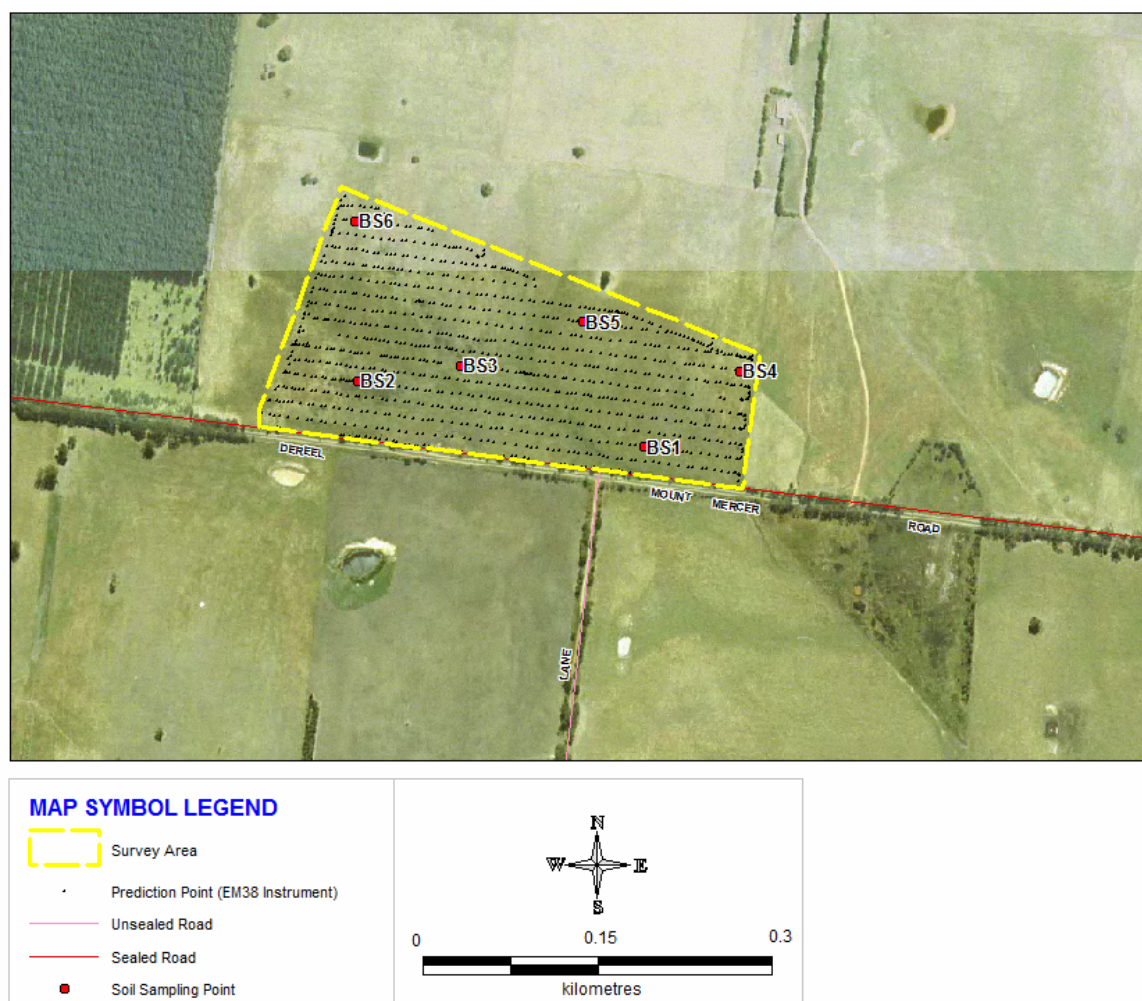 BS6
BS5
BS3
BS4
BS2
BS1
DEREEL
MOUNT
MERCER
ROAD
LANE
MAP SYMBOL LEGEND
Survey Area
Prediction Point (EM38 Instrument)
Unsealed Road
Sealed Road
Soil Sampling Point
N
W E
S
0 0.15 0.3
kilometres